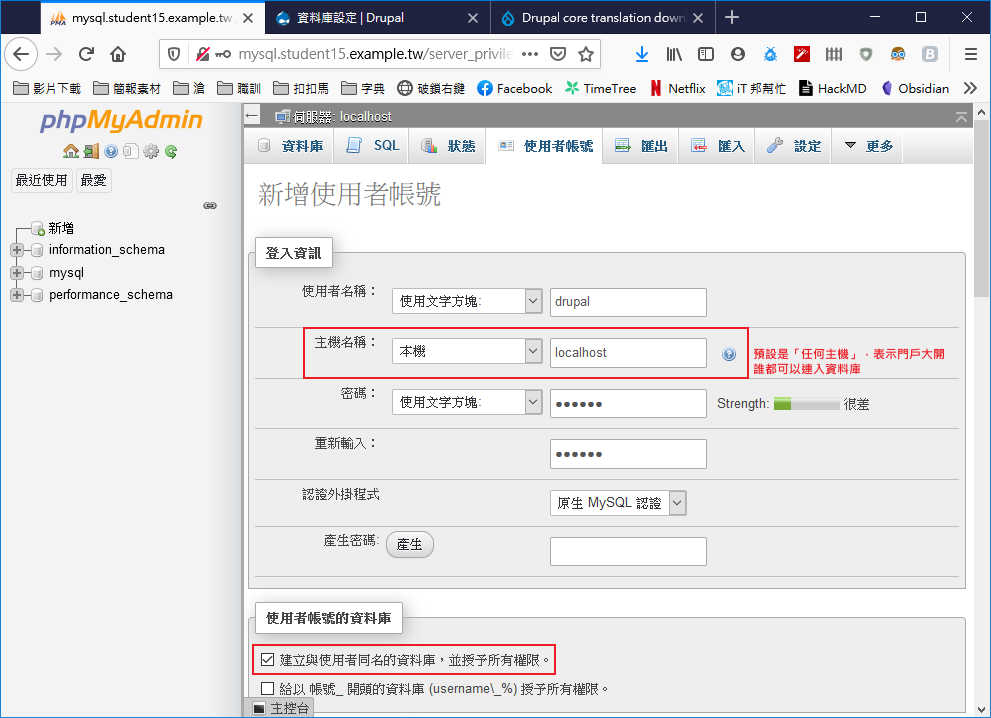 mysql.student15.example.tw
資料庫設定 | Drupal
Drupal core translation down
mysql.student15.example.tw/server_privile
影片下載 簡報素材 滄 職訓 扣扣馬 字典 破鎖右鍵 Facebook TimeTree Netflix iT 邦幫忙 HackMD Obsidian
phpMyAdmin
最近使用 最愛
新增
information_schema
mysql
performance_schema
伺服器: localhost
資料庫 SQL 狀態 使用者帳號 匯出 匯入 設定 更多
新增使用者帳號
登入資訊
使用者名稱： 使用文字方塊: drupal
主機名稱： 本機 localhost
預設是「任何主機」，表示門戶大開
誰都可以連入資料庫
密碼： 使用文字方塊: ●●●●●● Strength: 很差
重新輸入： ●●●●●●
認證外掛程式 原生 MySQL 認證
產生密碼: 產生
使用者帳號的資料庫
建立與使用者同名的資料庫，並授予所有權限。
給以 帳號_ 開頭的資料庫 (username\_%) 授予所有權限。
主控台